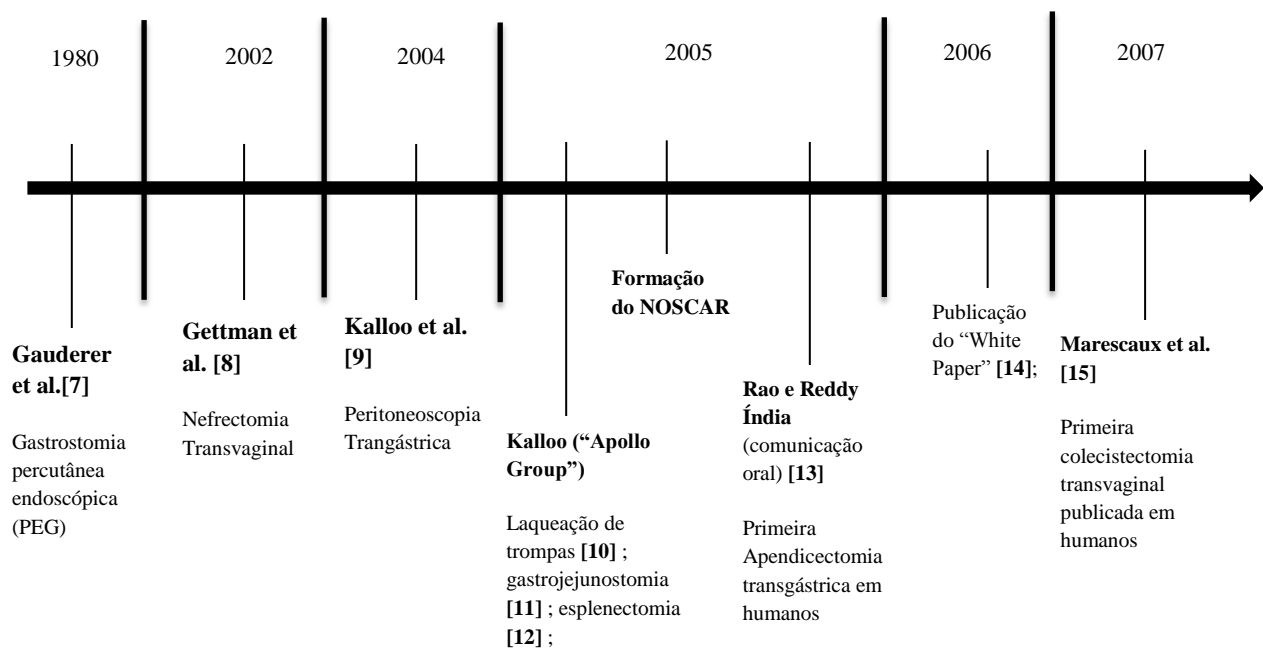 1980
2002
2004
2005
2006
2007
Gauderer
et al.[7]
Gastostomia
percutânea
endoscópica
(PEG)
Gettman et
al. [8]
Nefrectomia
Transvaginal
Kalloo et al.
[9]
Peritoneoscopia
Trangástrica
Kalloo (“Apollo
Group”)
Laqueação de
trompas [10] ;
gastrojejunostomia
[11] ; esplenectomia
[12] ;
Formação
do NOSCAR
Rao e Reddy
Índia
(comunicação
oral) [13]
Primeira
Apendicectomia
transgástrica em
humanos
Publicação
do “White
Paper” [14];
Marescaux et al.
[15]
Primeira
colecistectomia
transvaginal
publicada em
humanos